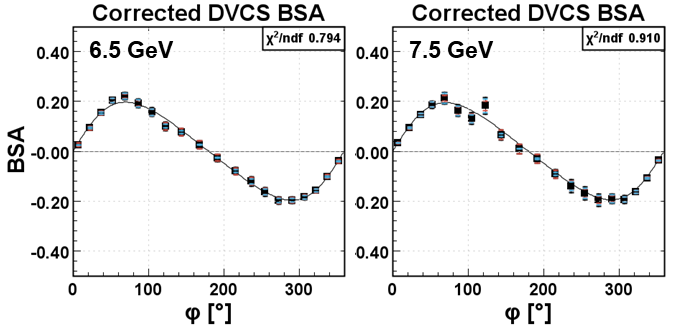 Corrected DVCS BSA
6.5 GeV
χ²/ndf 0.794
0.40
0.20
-0.00
-0.20
-0.40
BSA
0
100
200
300
φ [°]
Corrected DVCS BSA
7.5 GeV
χ²/ndf 0.910
0.40
0.20
0.00
0.20
0.40
0
100
200
300
φ [°]